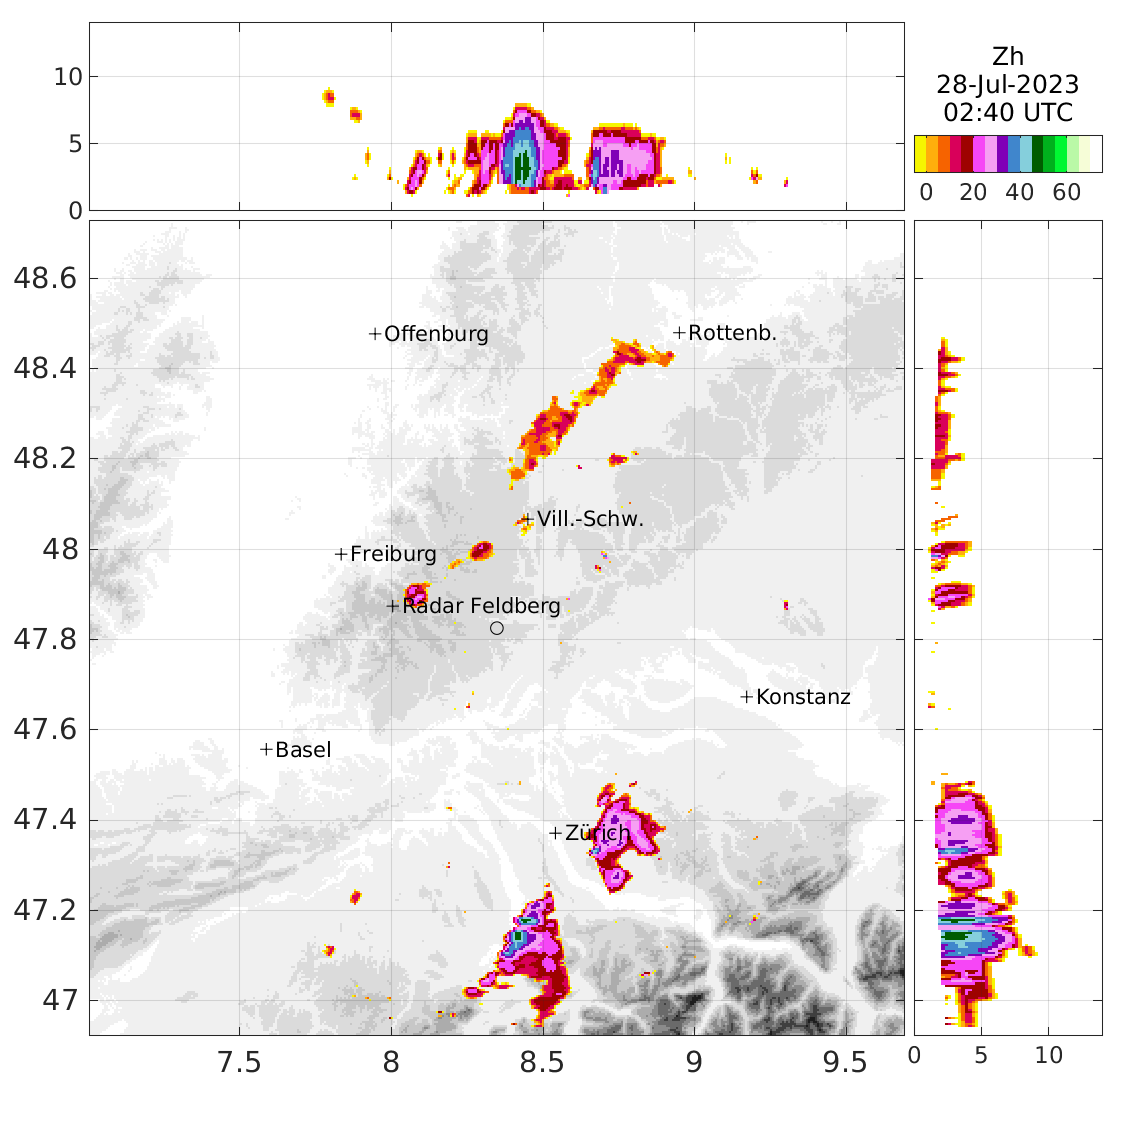 10
5
0
Zh
28-Jul-2023
02:40 UTC
0 20 40 60
48.6
48.4
48.2
48
47.8
47.6
47.4
47.2
47
Offenburg
Rottenb.
Vill.-Schw.
Freiburg
Radar Feldberg
Konstanz
Basel
Zürich
7.5 8 8.5 9 9.5
0 5 10